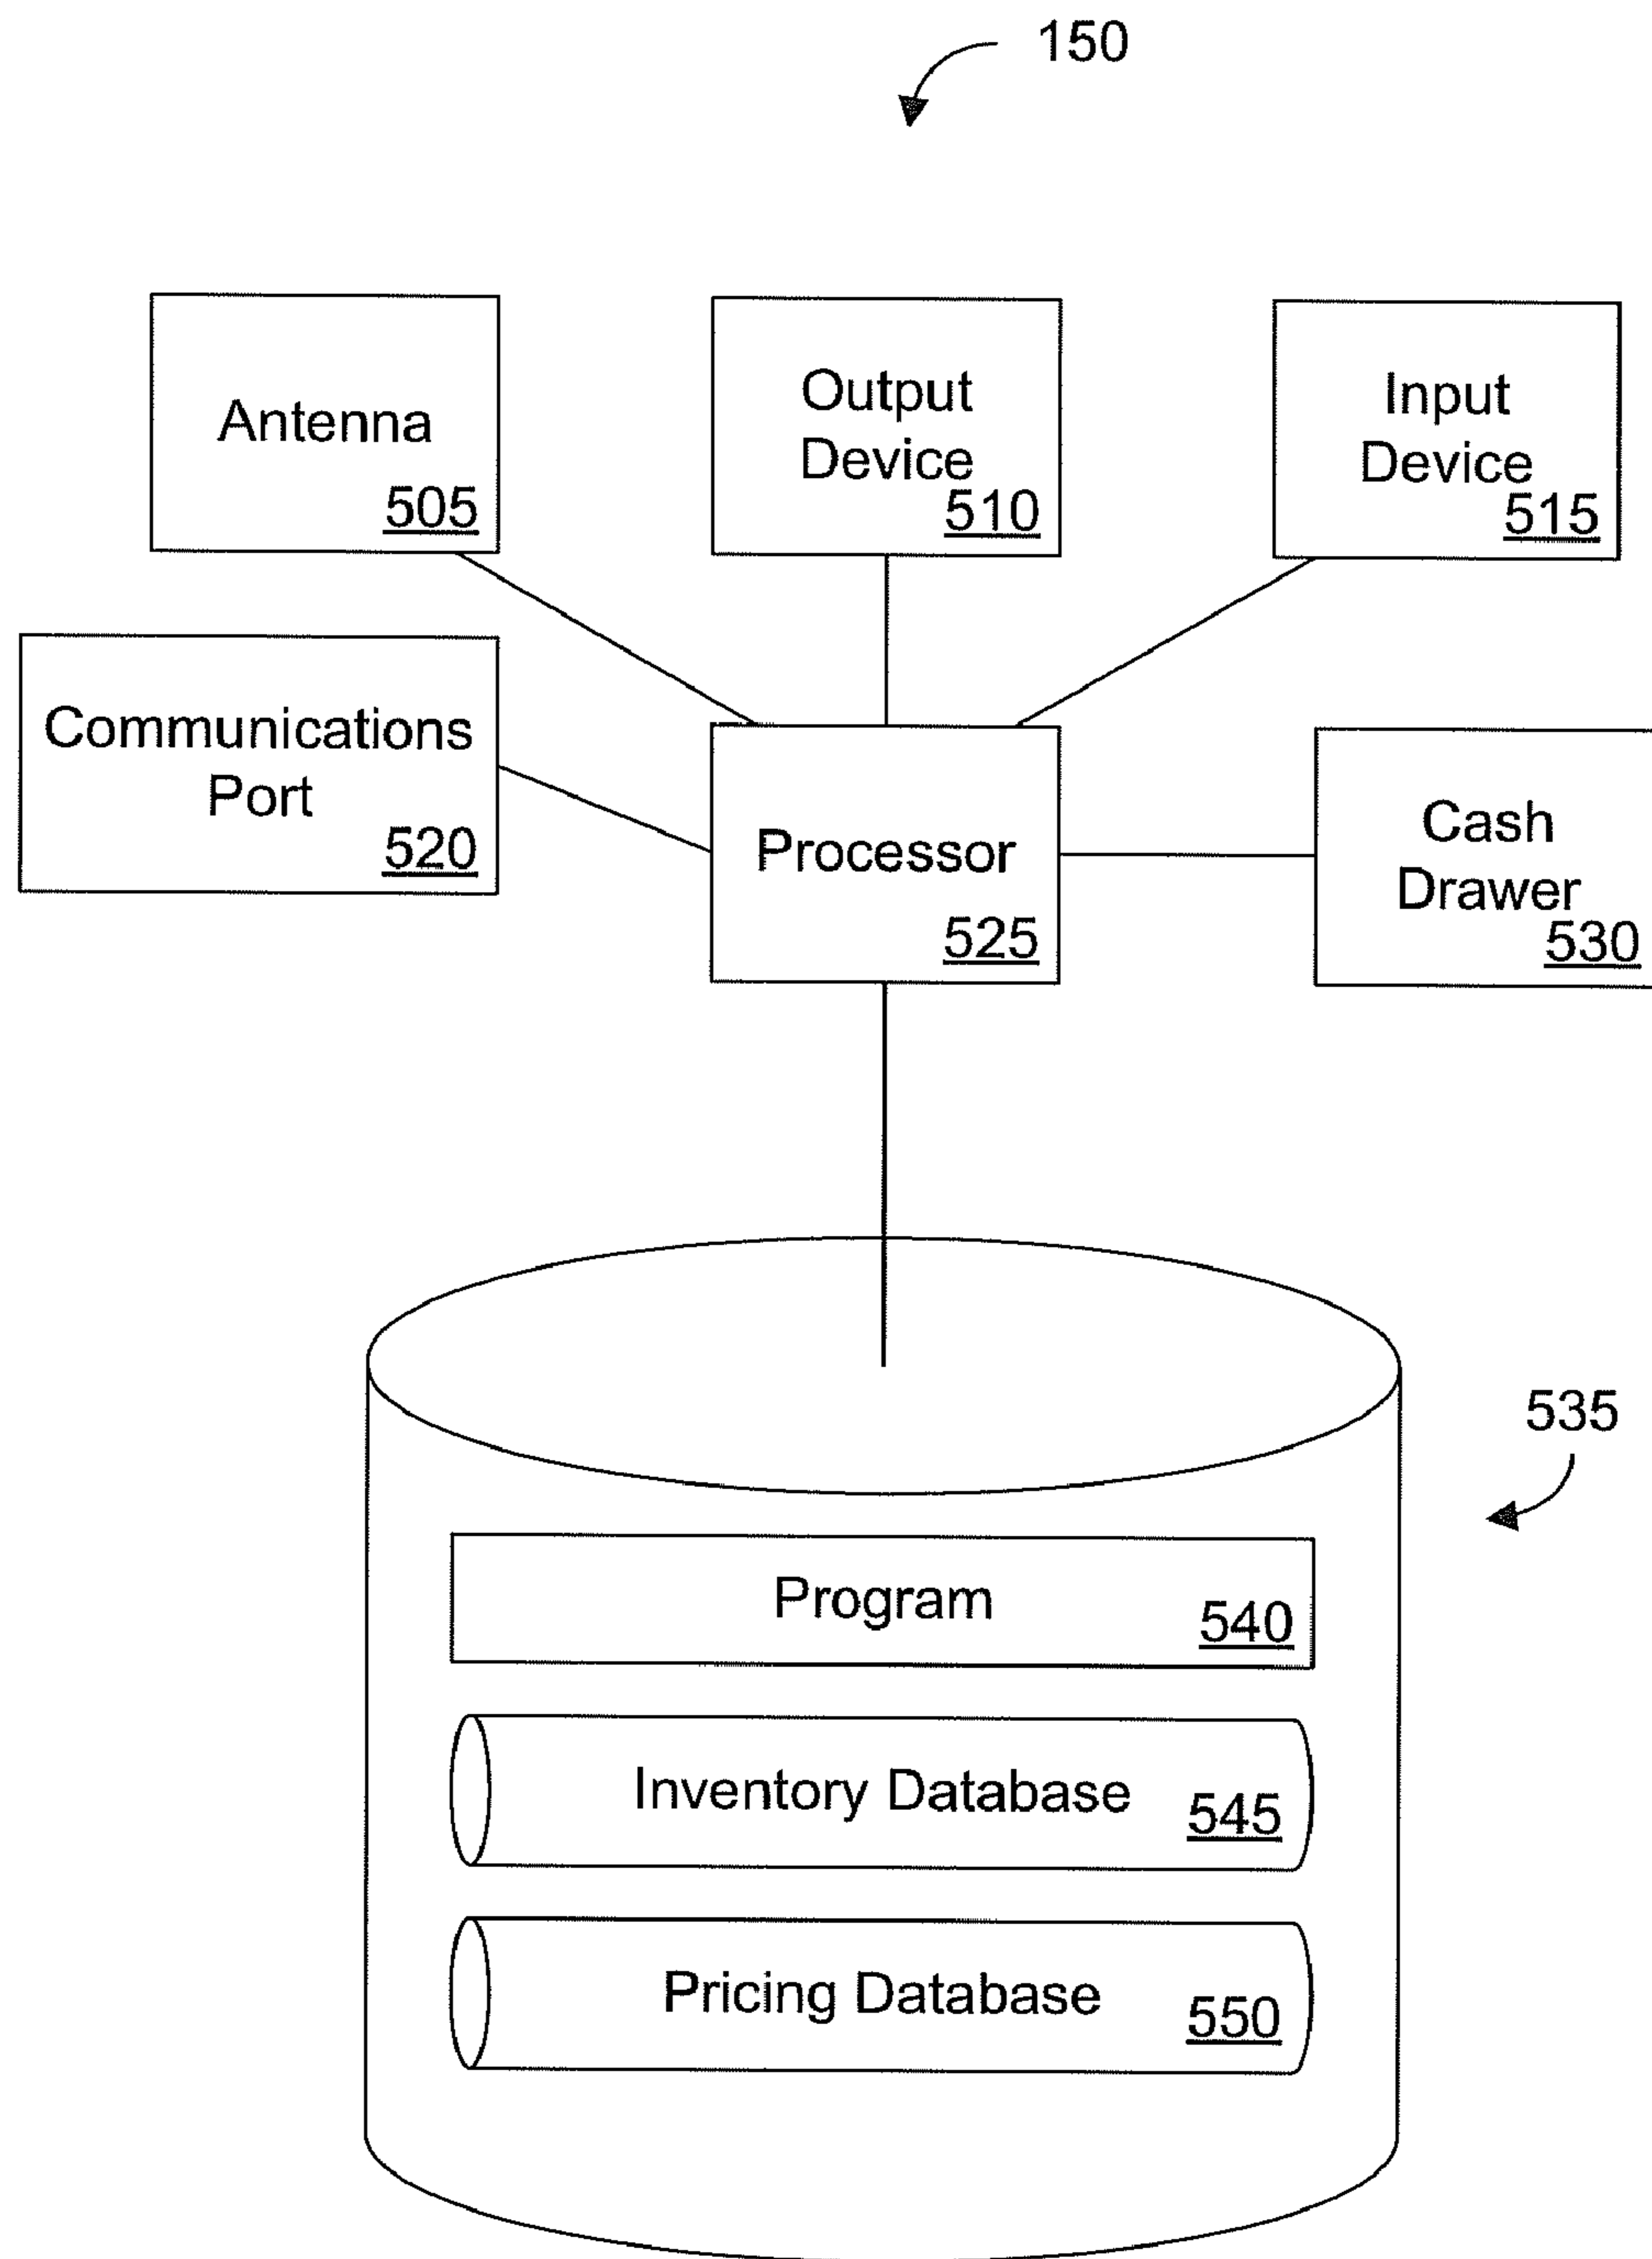 150
Antenna
505
Output
Device
510
Input
Device
515
Communications
Port
520
Processor
525
Cash
Drawer
530
535
Program
540
Inventory Database
545
Pricing Database
550